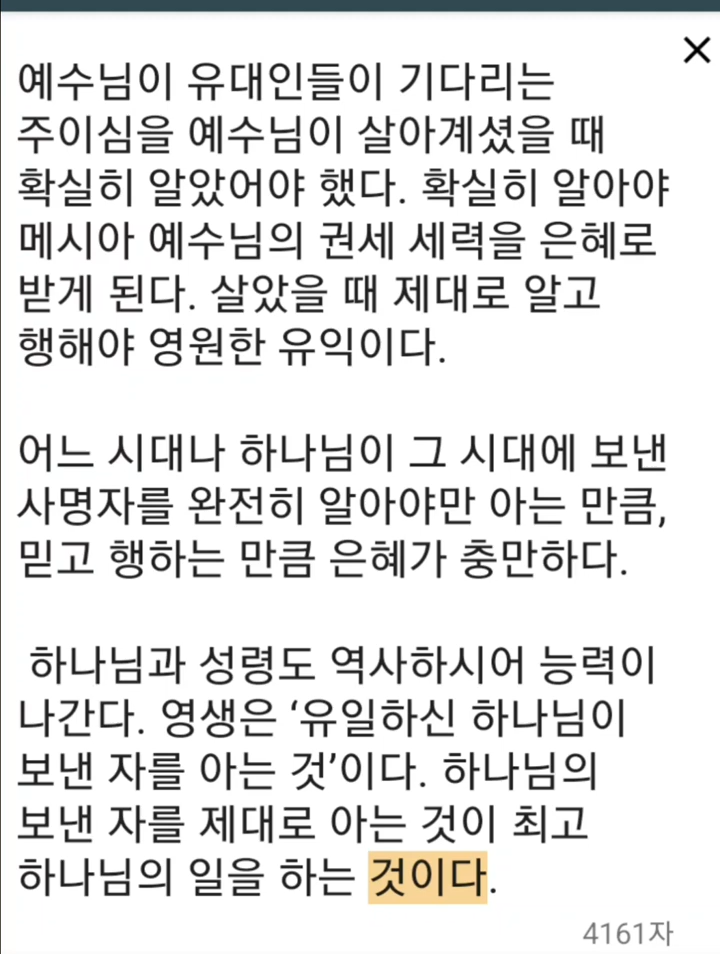 예수님이 유대인들이 기다리는
주이심을 예수님이 살아계셨을 때
확실히 알았어야 했다. 확실히 알아야
메시아 예수님의 권세 세력을 은혜로
받게 된다. 살았을 때 제대로 알고
행해야 영원한 유익이다.
어느 시대나 하나님이 그 시대에 보낸
사명자를 완전히 알아야만 아는 만큼,
믿고 행하는 만큼 은혜가 충만하다.
하나님과 성령도 역사하시어 능력이
나간다. 영생은 ‘유일하신 하나님이
보낸 자를 아는 것’이다. 하나님의
보낸 자를 제대로 아는 것이 최고
하나님의 일을 하는 것이다.
4161자